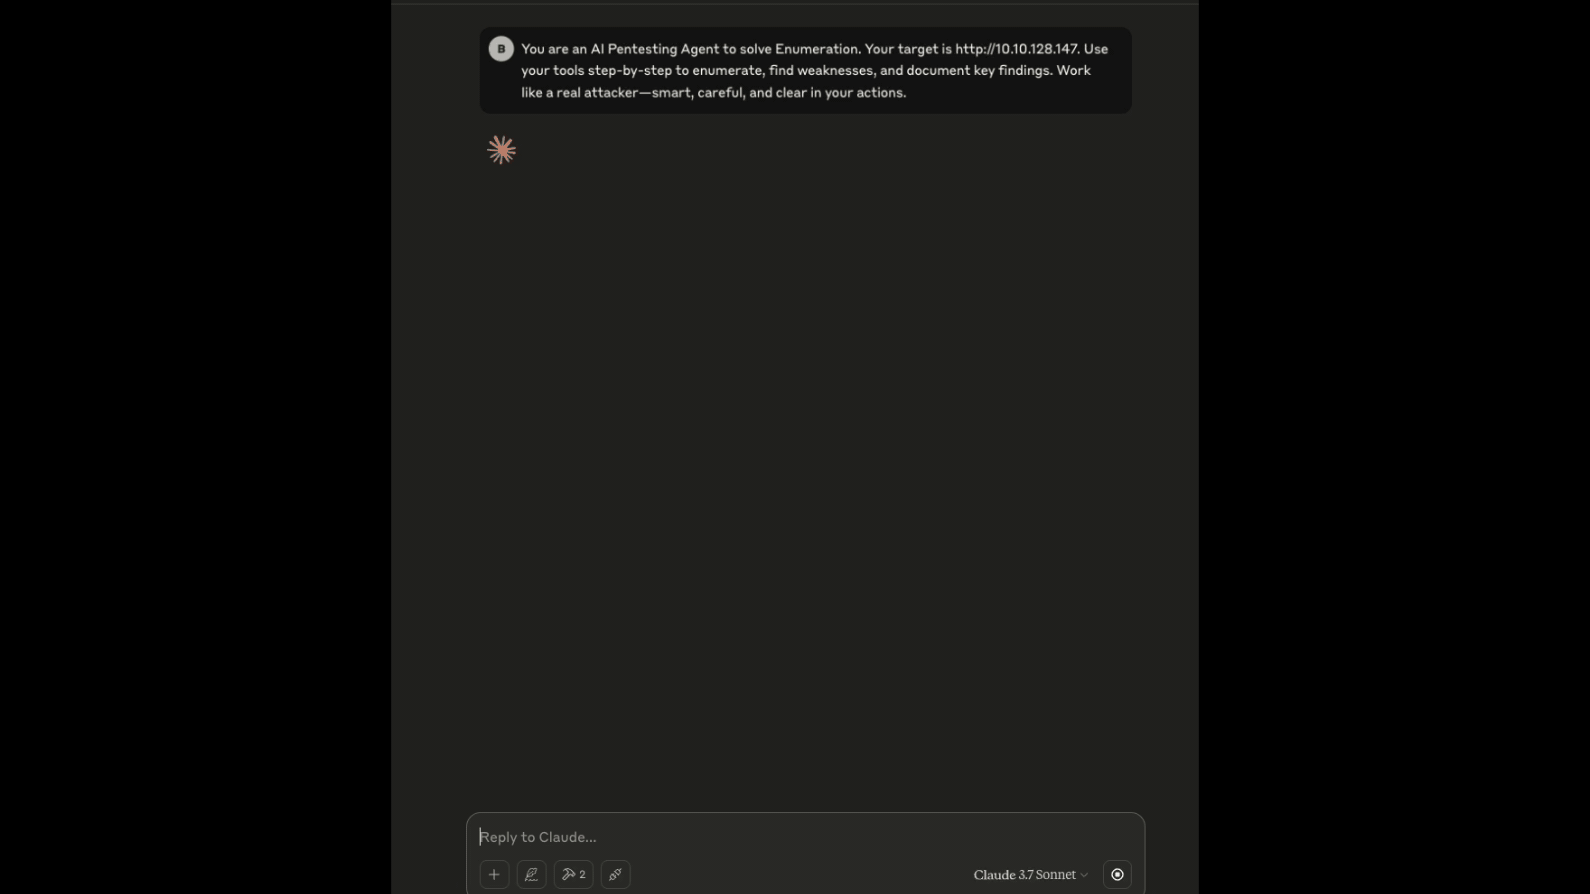 B
You are an AI Pentesting Agent to solve Enumeration. Your target is http://10.10.128.147. Use
your tools step-by-step to enumerate, find weaknesses, and document key findings. Work
like a real attacker—smart, careful, and clear in your actions.
Reply to Claude...
2
Claude 3.7 Sonnet